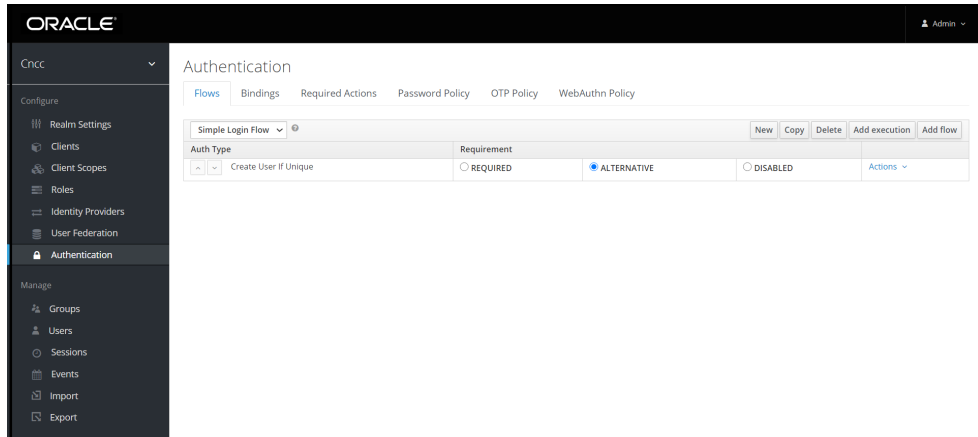 ORACLE®
Admin
Cncc
Configure
Realm Settings
Clients
Client Scopes
Roles
Identity Providers
User Federation
Authentication
Manage
Groups
Users
Sessions
Events
Import
Export
Authentication
Flows Bindings Required Actions Password Policy OTP Policy WebAuthn Policy
Simple Login Flow New Copy Delete Add execution Add flow
Auth Type Requirement
Create User If Unique REQUIRED ALTERNATIVE DISABLED Actions